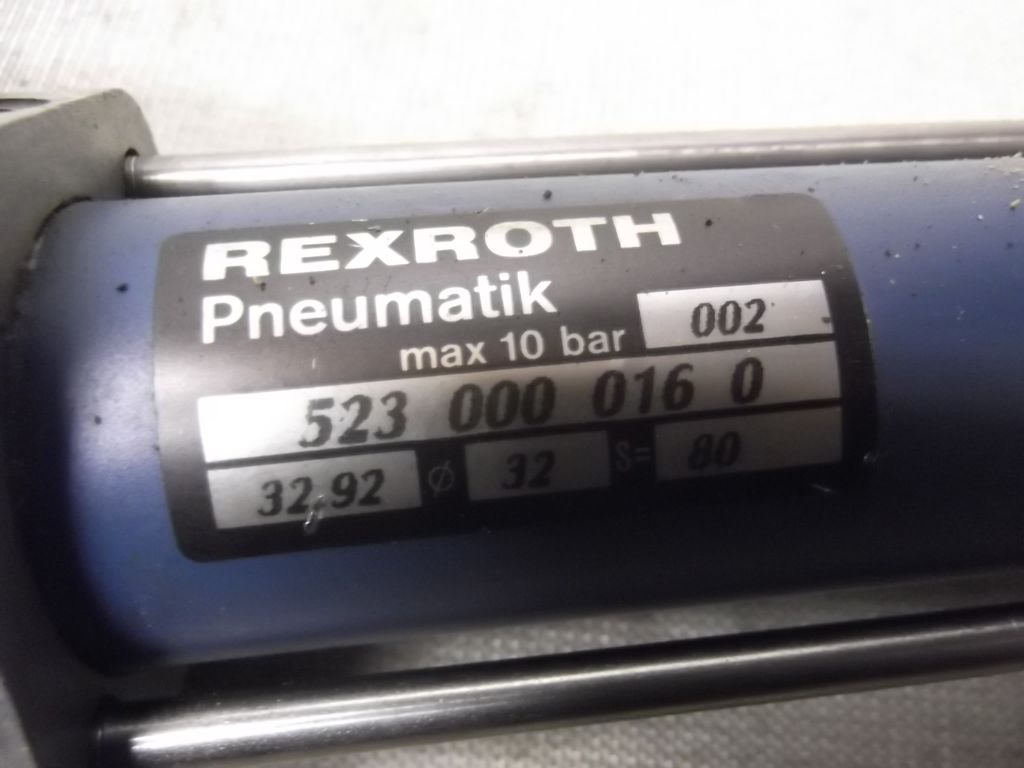 REXROTH
Pneumatik
max 10 bar 002
523 000 016 0
32.92 Ø 32 S= 80